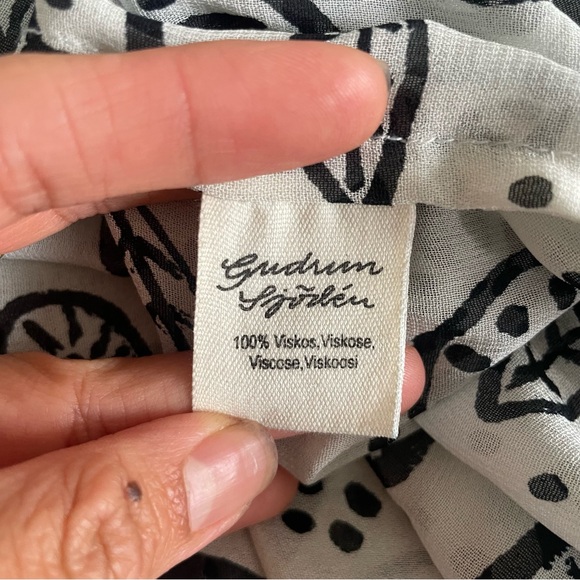 Gudrun
Sjödén
100% Viskos, Viskose,
Viscose, Viskoosi